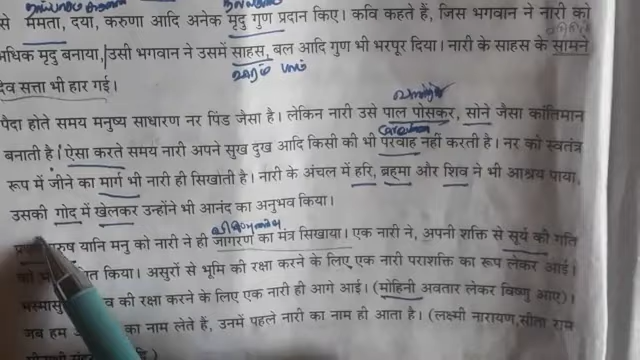 से ममता, दया, करुणा आदि अनेक मृदु गुण प्रदान किए। कवि कहते हैं, जिस भगवान ने नारी को
अधिक मृदु बनाया, उसी भगवान ने उसमें साहस, बल आदि गुण भी भरपूर दिया। नारी के साहस के सामने
देव सत्ता भी हार गई।
पैदा होते समय मनुष्य साधारण नर पिंड जैसा है। लेकिन नारी उसे पाल पोसकर, सोने जैसा कांतिमान
बनाती है। ऐसा करते समय नारी अपने सुख दुख आदि किसी की भी परवाह नहीं करती है। नर को स्वतंत्र
रूप में जीने का मार्ग भी नारी ही सिखाती है। नारी के अंचल में हरि, ब्रह्मा और शिव ने भी आश्रय पाया,
उसकी गोद में खेलकर उन्होंने भी आनंद का अनुभव किया।
यानि मनु को नारी ने ही जागरण का मंत्र सिखाया। एक नारी ने, अपनी शक्ति से सूर्य की गति
किया। असुरों से भूमि की रक्षा करने के लिए एक नारी पराशक्ति का रूप लेकर आई।
की रक्षा करने के लिए एक नारी ही आगे आई। (मोहिनी अवतार लेकर विष्णु आए)।
जब हम का नाम लेते हैं, उनमें पहले नारी का नाम ही आता है। (लक्ष्मी नारायण, सीता राम